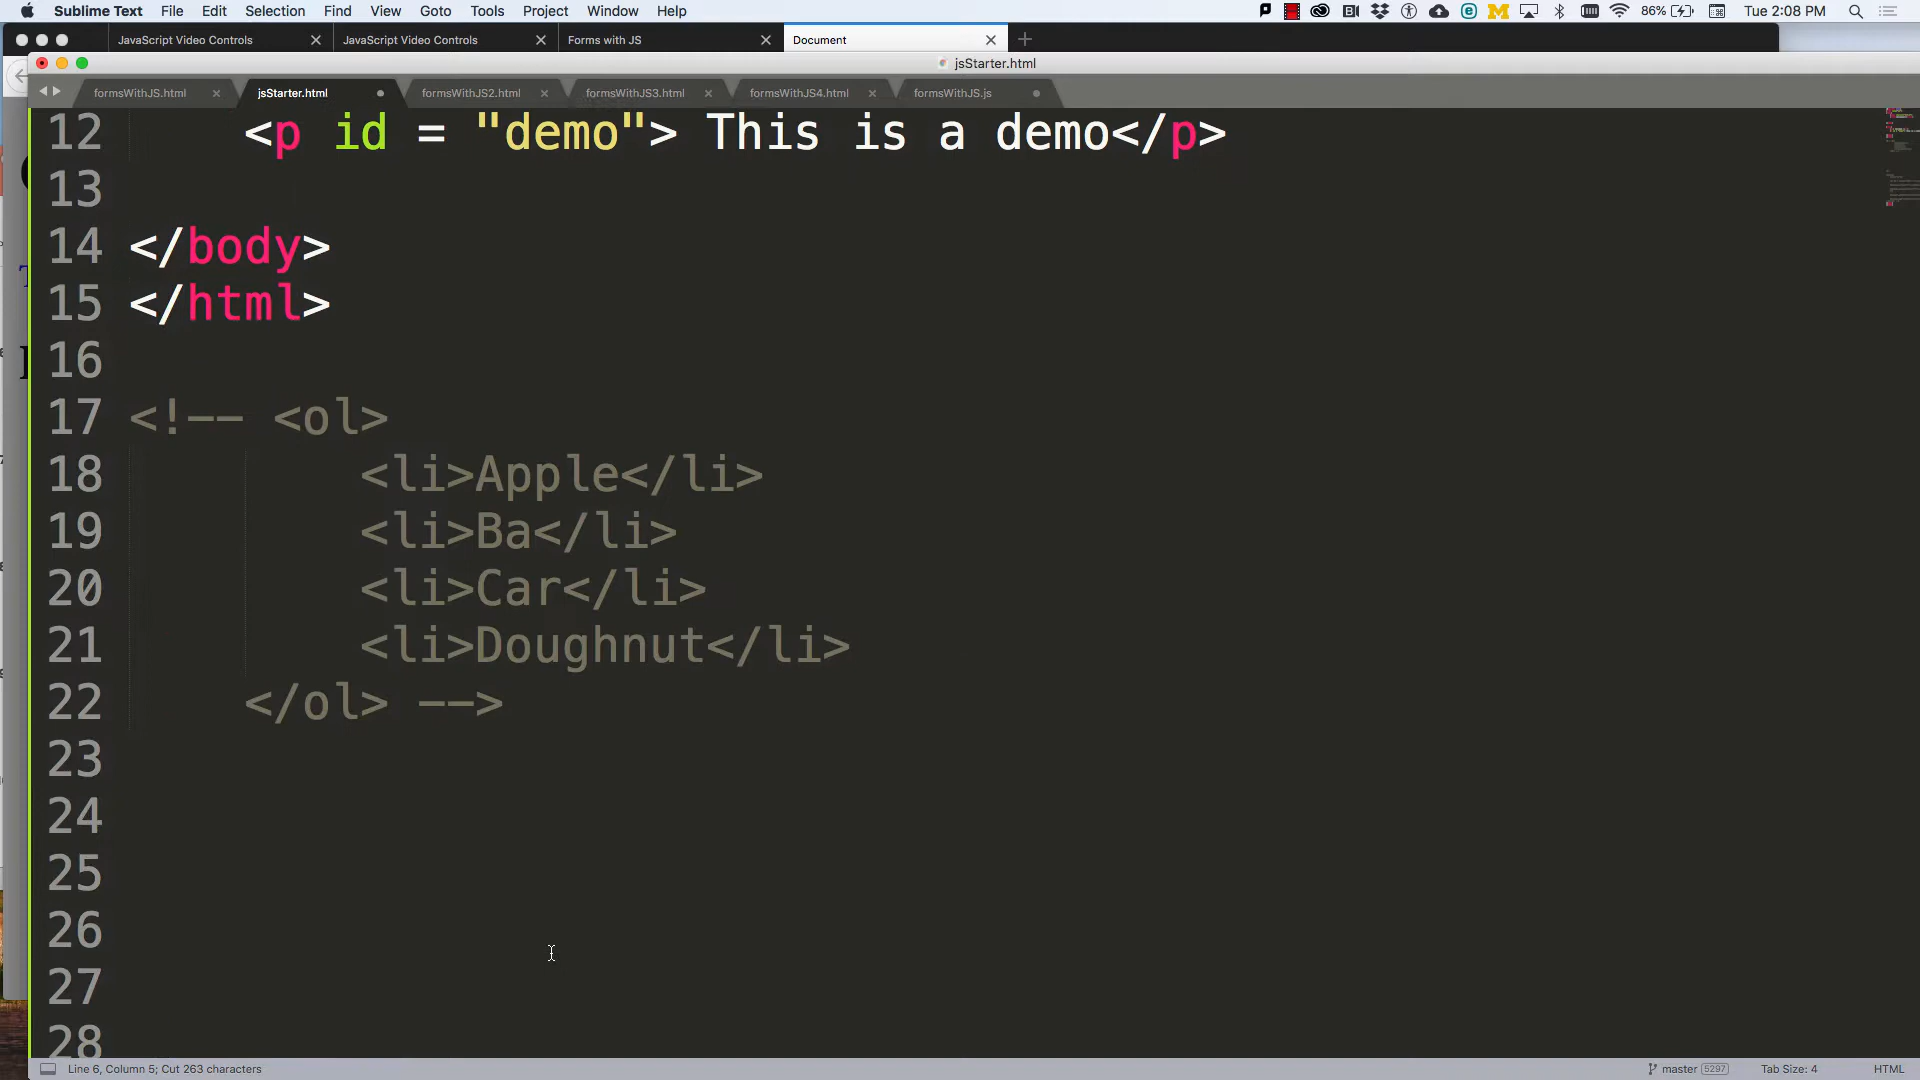 Sublime Text File Edit Selection Find View Goto Tools Project Window Help 86% Tue 2:08 PM
JavaScript Video Controls JavaScript Video Controls Forms with JS Document
jsStarter.html
formsWithJS.html jsStarter.html formsWithJS2.html formsWithJS3.html formsWithJS4.html formsWithJS.js
12 <p id = "demo"> This is a demo</p>
13
14 </body>
15 </html>
16
17 <!-- <ol>
18 <li>Apple</li>
19 <li>Ba</li>
20 <li>Car</li>
21 <li>Doughnut</li>
22 </ol> -->
23
24
25
26
27
28
Line 6, Column 5; Cut 263 characters master 5297 Tab Size: 4 HTML